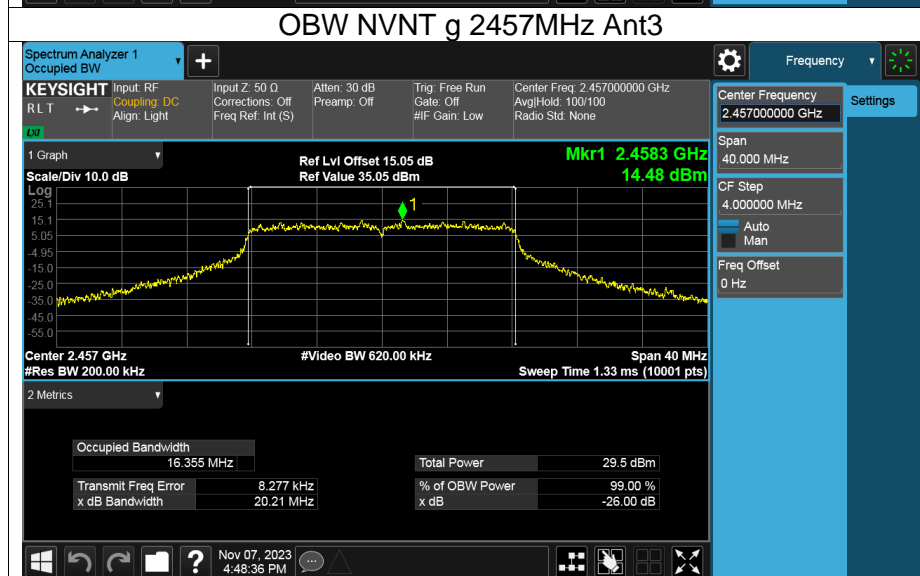 OBW NVNT g 2457MHz Ant3
Spectrum Analyzer 1
Occupied BW
+
Frequency
KEYSIGHT
R L T
LXI
Input: RF
Coupling: DC
Align: Light
Input Z: 50 Ω
Corrections: Off
Freq Ref: Int (S)
Atten: 30 dB
Preamp: Off
Trig: Free Run
Gate: Off
#IF Gain: Low
Center Freq: 2.457000000 GHz
Avg|Hold: 100/100
Radio Std: None
Center Frequency
2.457000000 GHz
Settings
Span
40.000 MHz
CF Step
4.000000 MHz
Auto
Man
Freq Offset
0 Hz
1 Graph
Scale/Div 10.0 dB
Ref Lvl Offset 15.05 dB
Ref Value 35.05 dBm
Mkr1 2.4583 GHz
14.48 dBm
Log
25.1
15.1
5.05
-4.95
-15.0
-25.0
-35.0
-45.0
-55.0
1
Center 2.457 GHz
#Res BW 200.00 kHz
#Video BW 620.00 kHz
Span 40 MHz
Sweep Time 1.33 ms (10001 pts)
2 Metrics
Occupied Bandwidth
16.355 MHz
Total Power 29.5 dBm
Transmit Freq Error 8.277 kHz
% of OBW Power 99.00 %
x dB Bandwidth 20.21 MHz
x dB -26.00 dB
?
Nov 07, 2023
4:48:36 PM